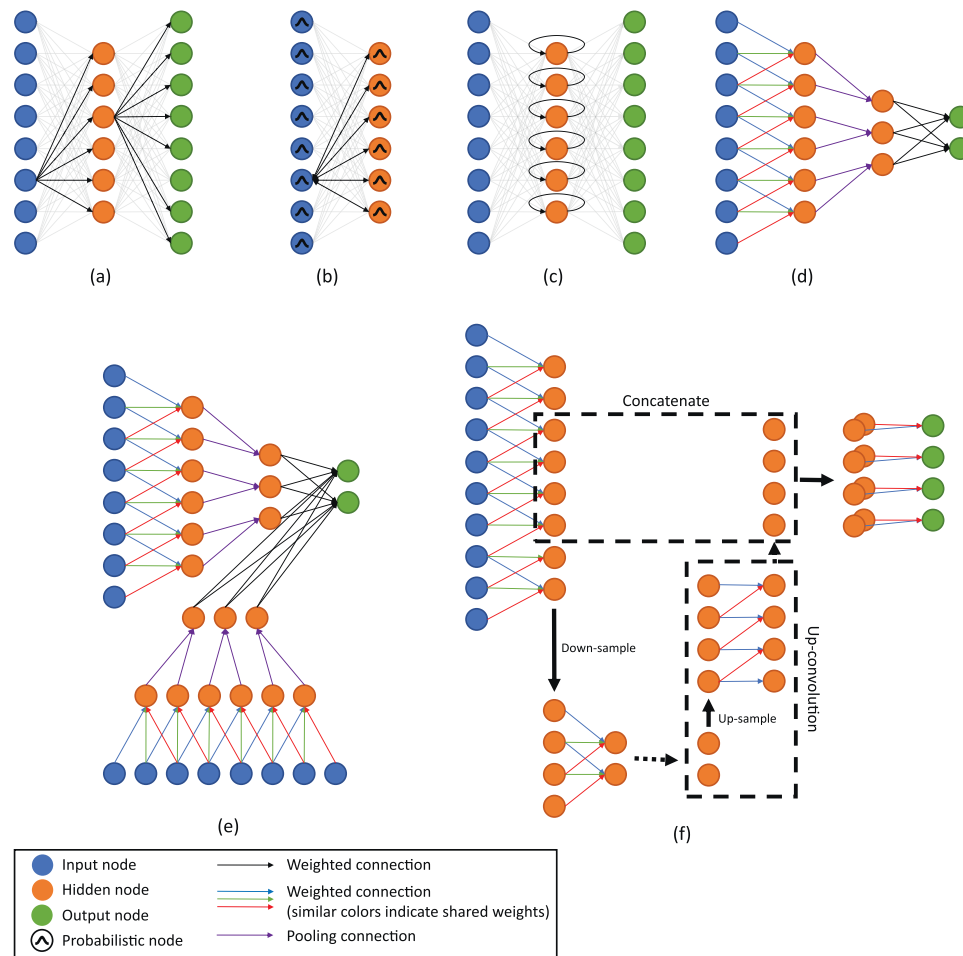 (a)
(b)
(c)
(d)
Concatenate
Down-sample
Up-sample
Up-convolution
(e)
(f)
Input node
Hidden node
Output node
Probabilistic node
Weighted connection
Weighted connection
(similar colors indicate shared weights)
Pooling connection